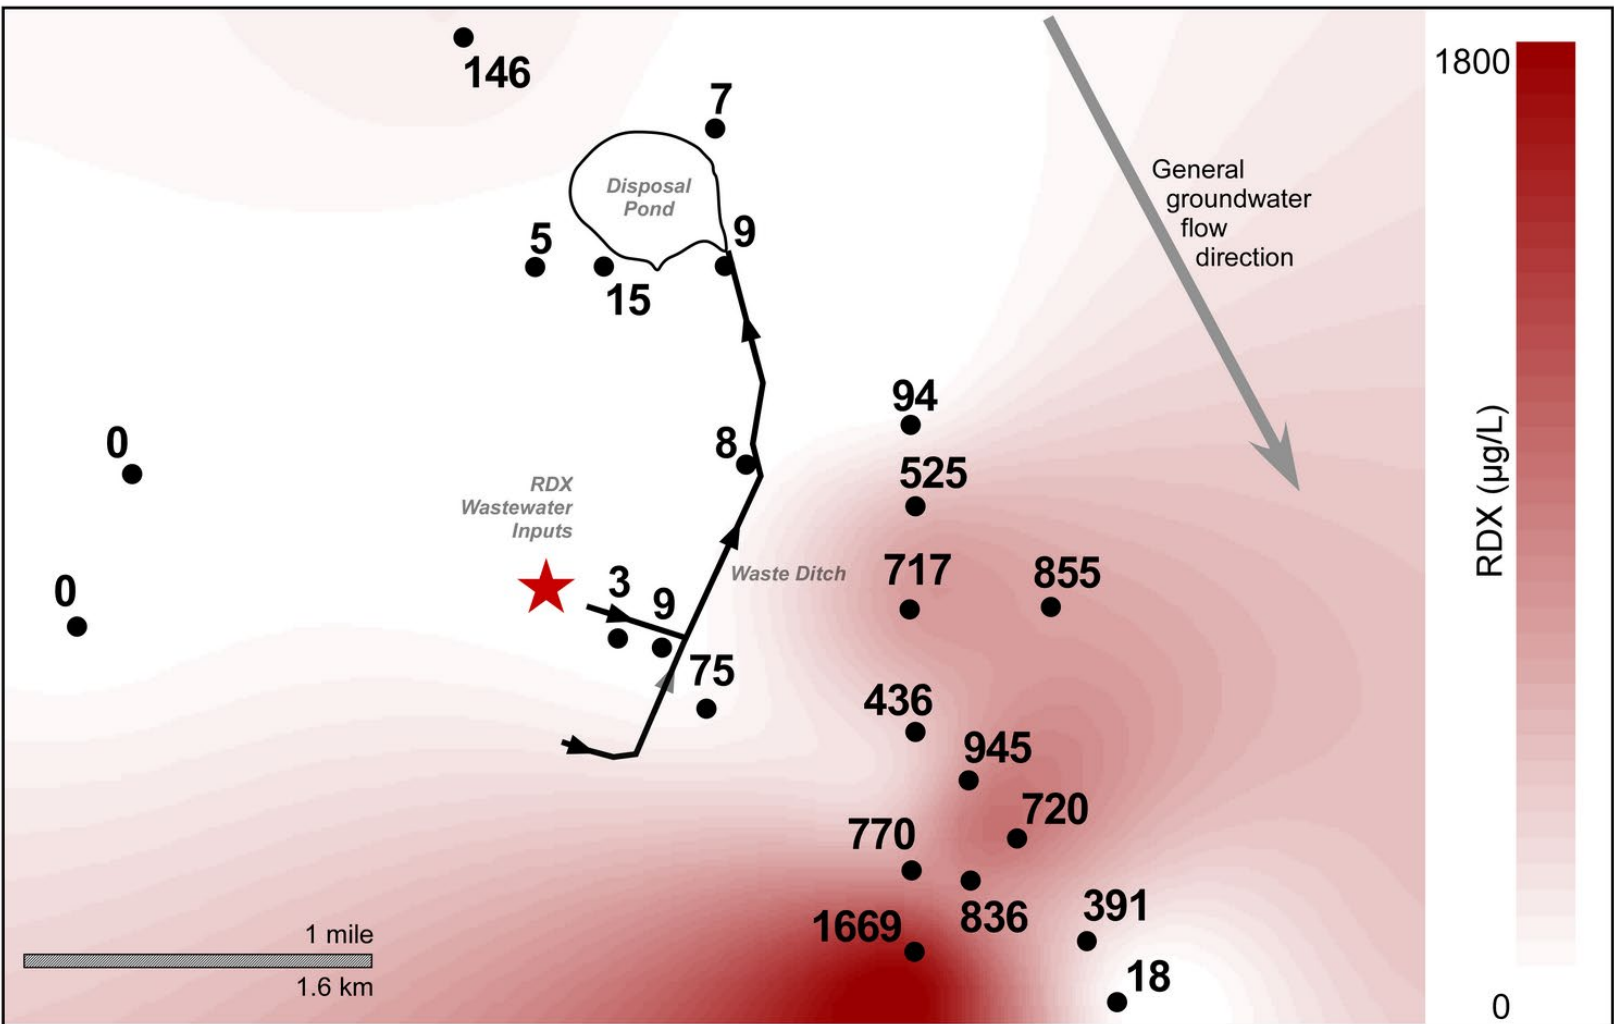 146
7
Disposal
Pond
5
15
9
General
groundwater
flow
direction
1800
94
525
0
8
RDX
Wastewater
Inputs
Waste Ditch
717
855
RDX (µg/L)
0
3
9
75
436
945
720
770
836
391
1669
18
1 mile
1.6 km
0